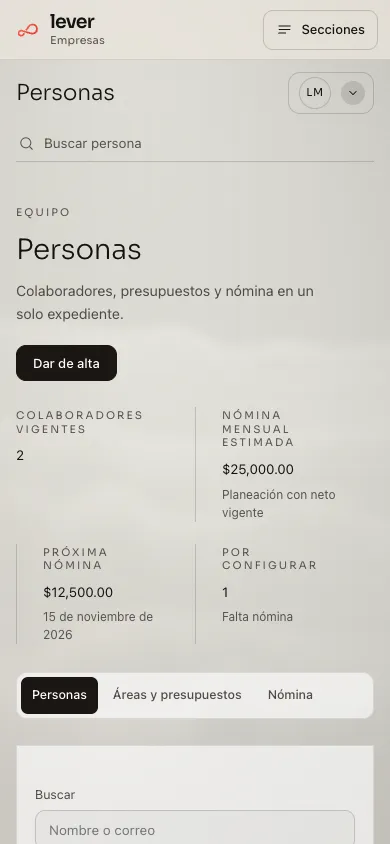 lever
Empresas
Secciones
Personas
LM
Buscar persona
EQUIPO
Personas
Colaboradores, presupuestos y nómina en un
solo expediente.
Dar de alta
COLABORADORES
VIGENTES
2
NÓMINA
MENSUAL
ESTIMADA
$25,000.00
Planeación con neto
vigente
PRÓXIMA
NÓMINA
$12,500.00
15 de noviembre de
2026
POR
CONFIGURAR
1
Falta nómina
Personas
Áreas y presupuestos
Nómina
Buscar
Nombre o correo